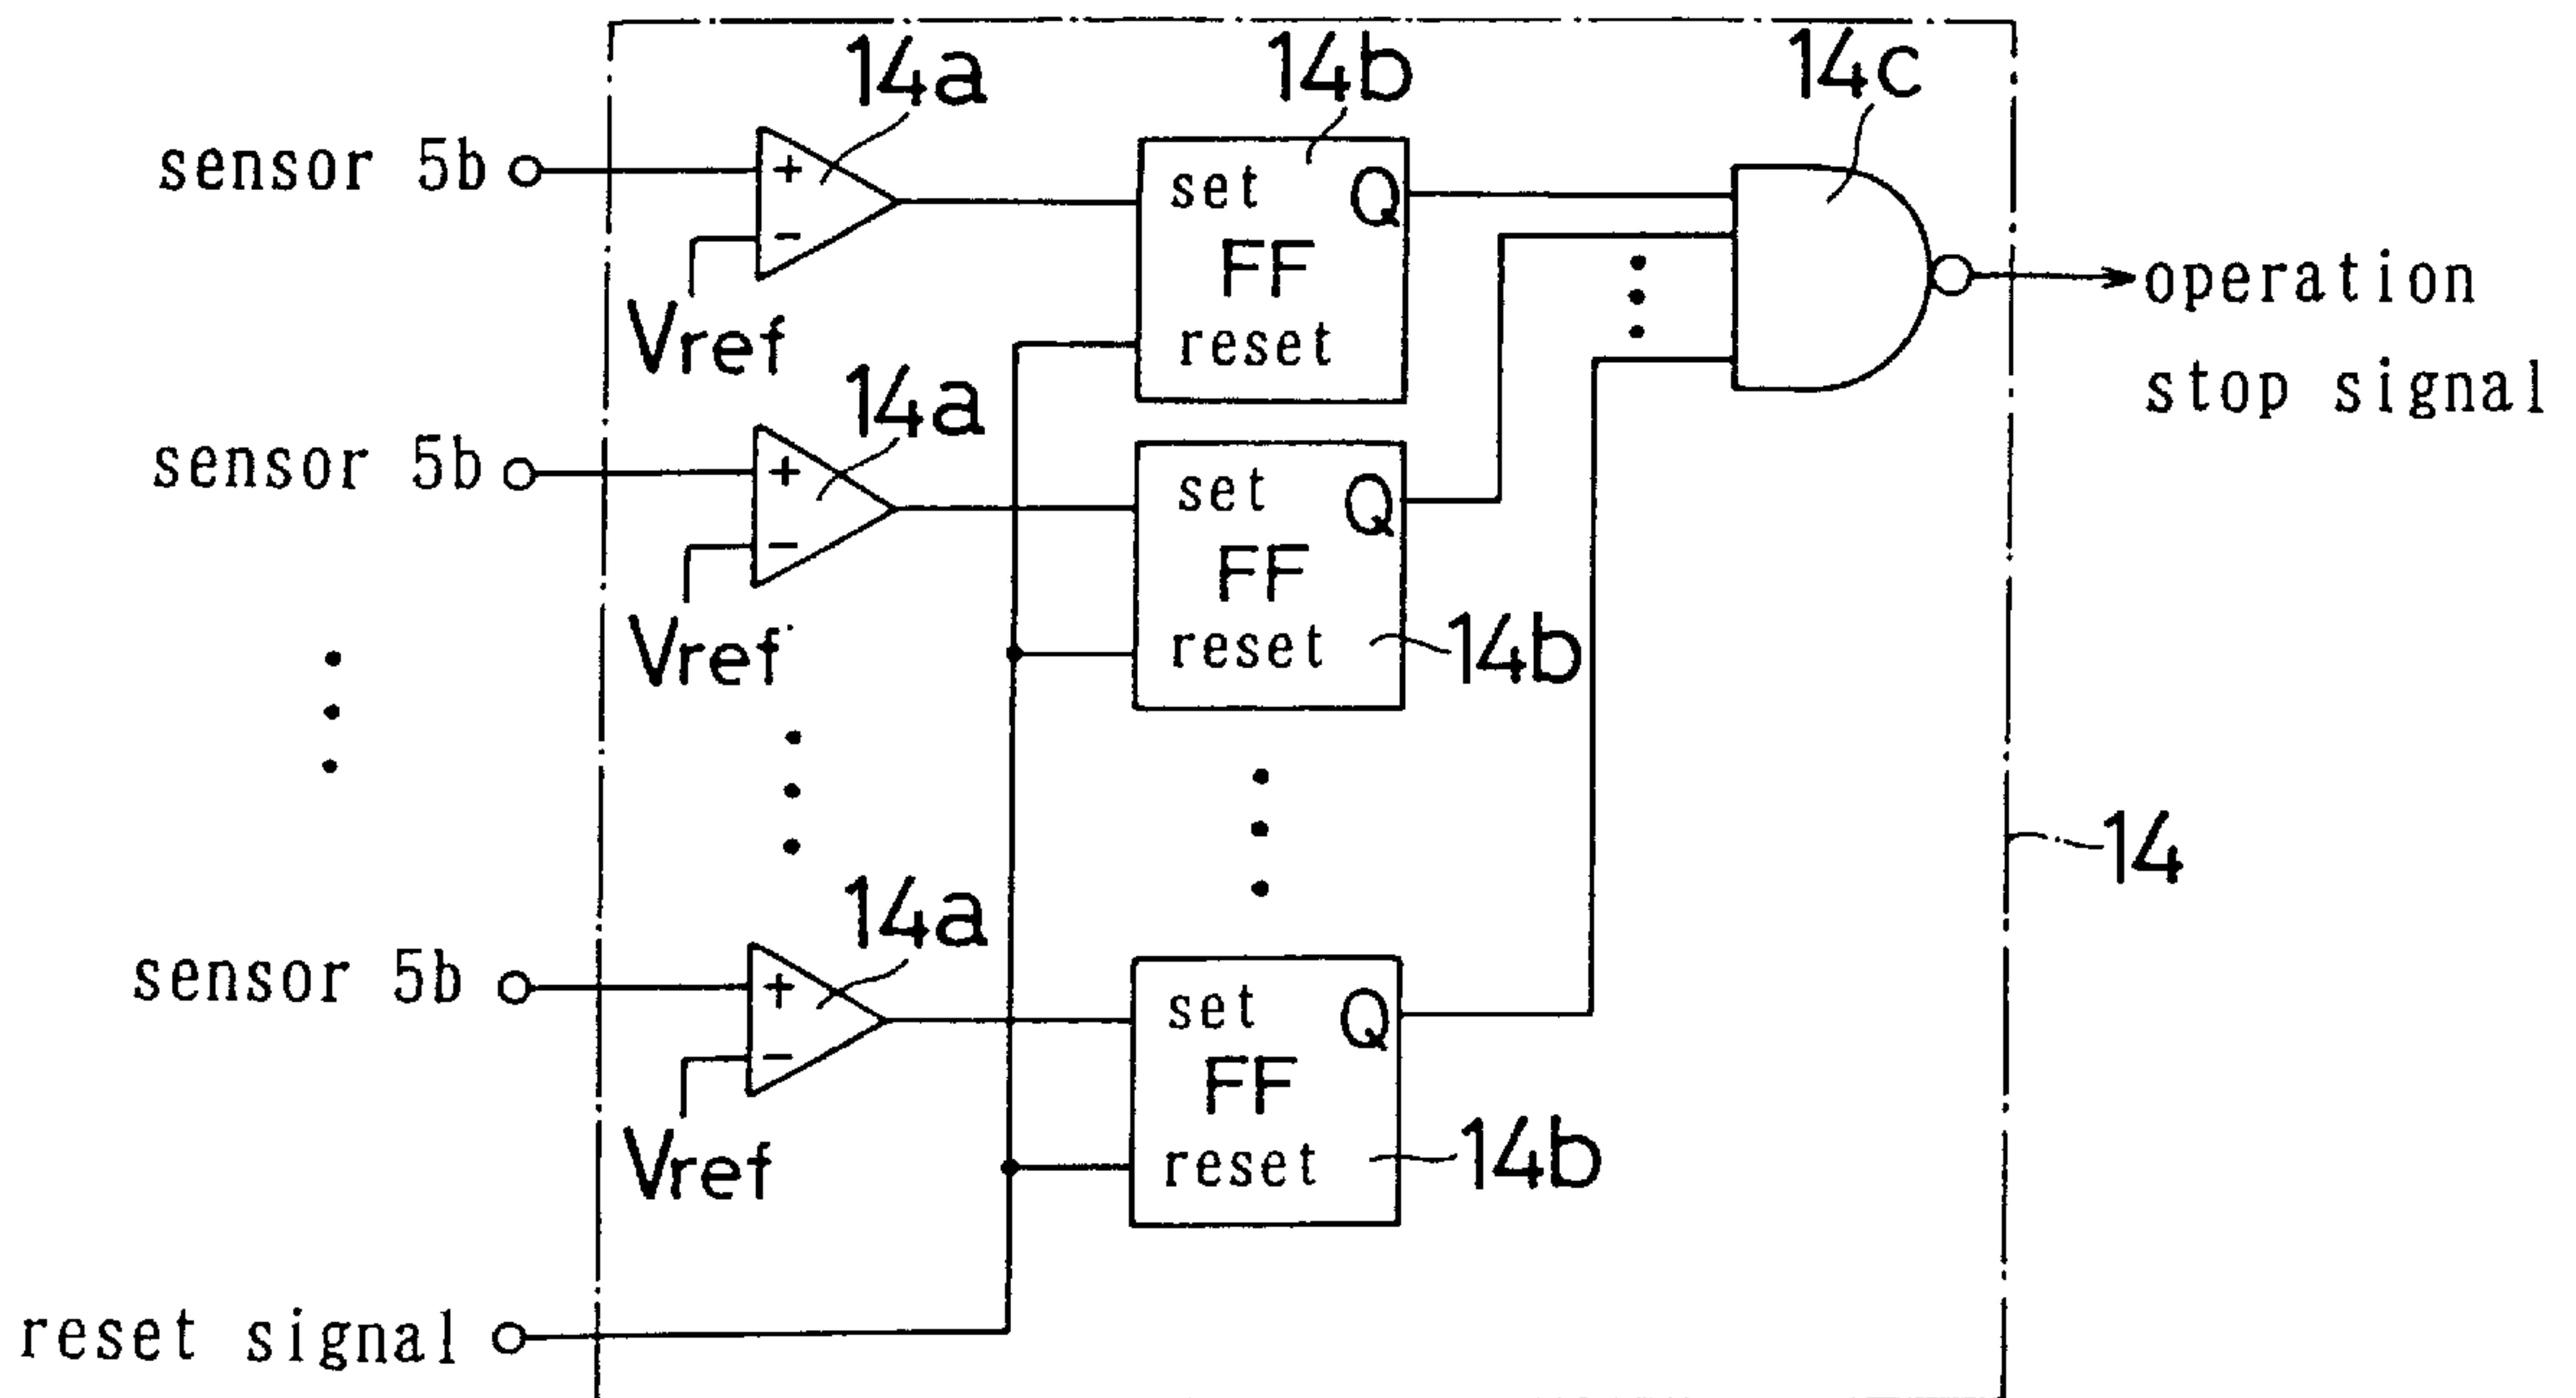 14a
14b
14c
sensor 5b
+
-
set
Q
FF
reset
Vref
operation
stop signal
14a
sensor 5b
+
-
set
Q
FF
reset
14b
Vref
14
14a
sensor 5b
+
-
set
Q
FF
reset
14b
Vref
reset signal